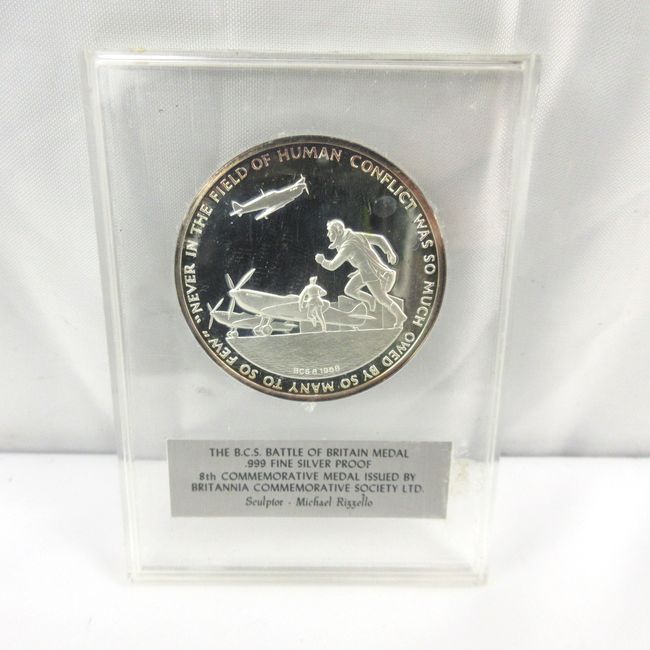 "NEVER IN THE FIELD OF HUMAN CONFLICT WAS SO MUCH OWED BY SO MANY TO SO FEW"
BCS 8 1968
THE B.C.S. BATTLE OF BRITAIN MEDAL
.999 FINE SILVER PROOF
8th COMMEMORATIVE MEDAL ISSUED BY
BRITANNIA COMMEMORATIVE SOCIETY LTD.
Sculptor - Michael Rizzello